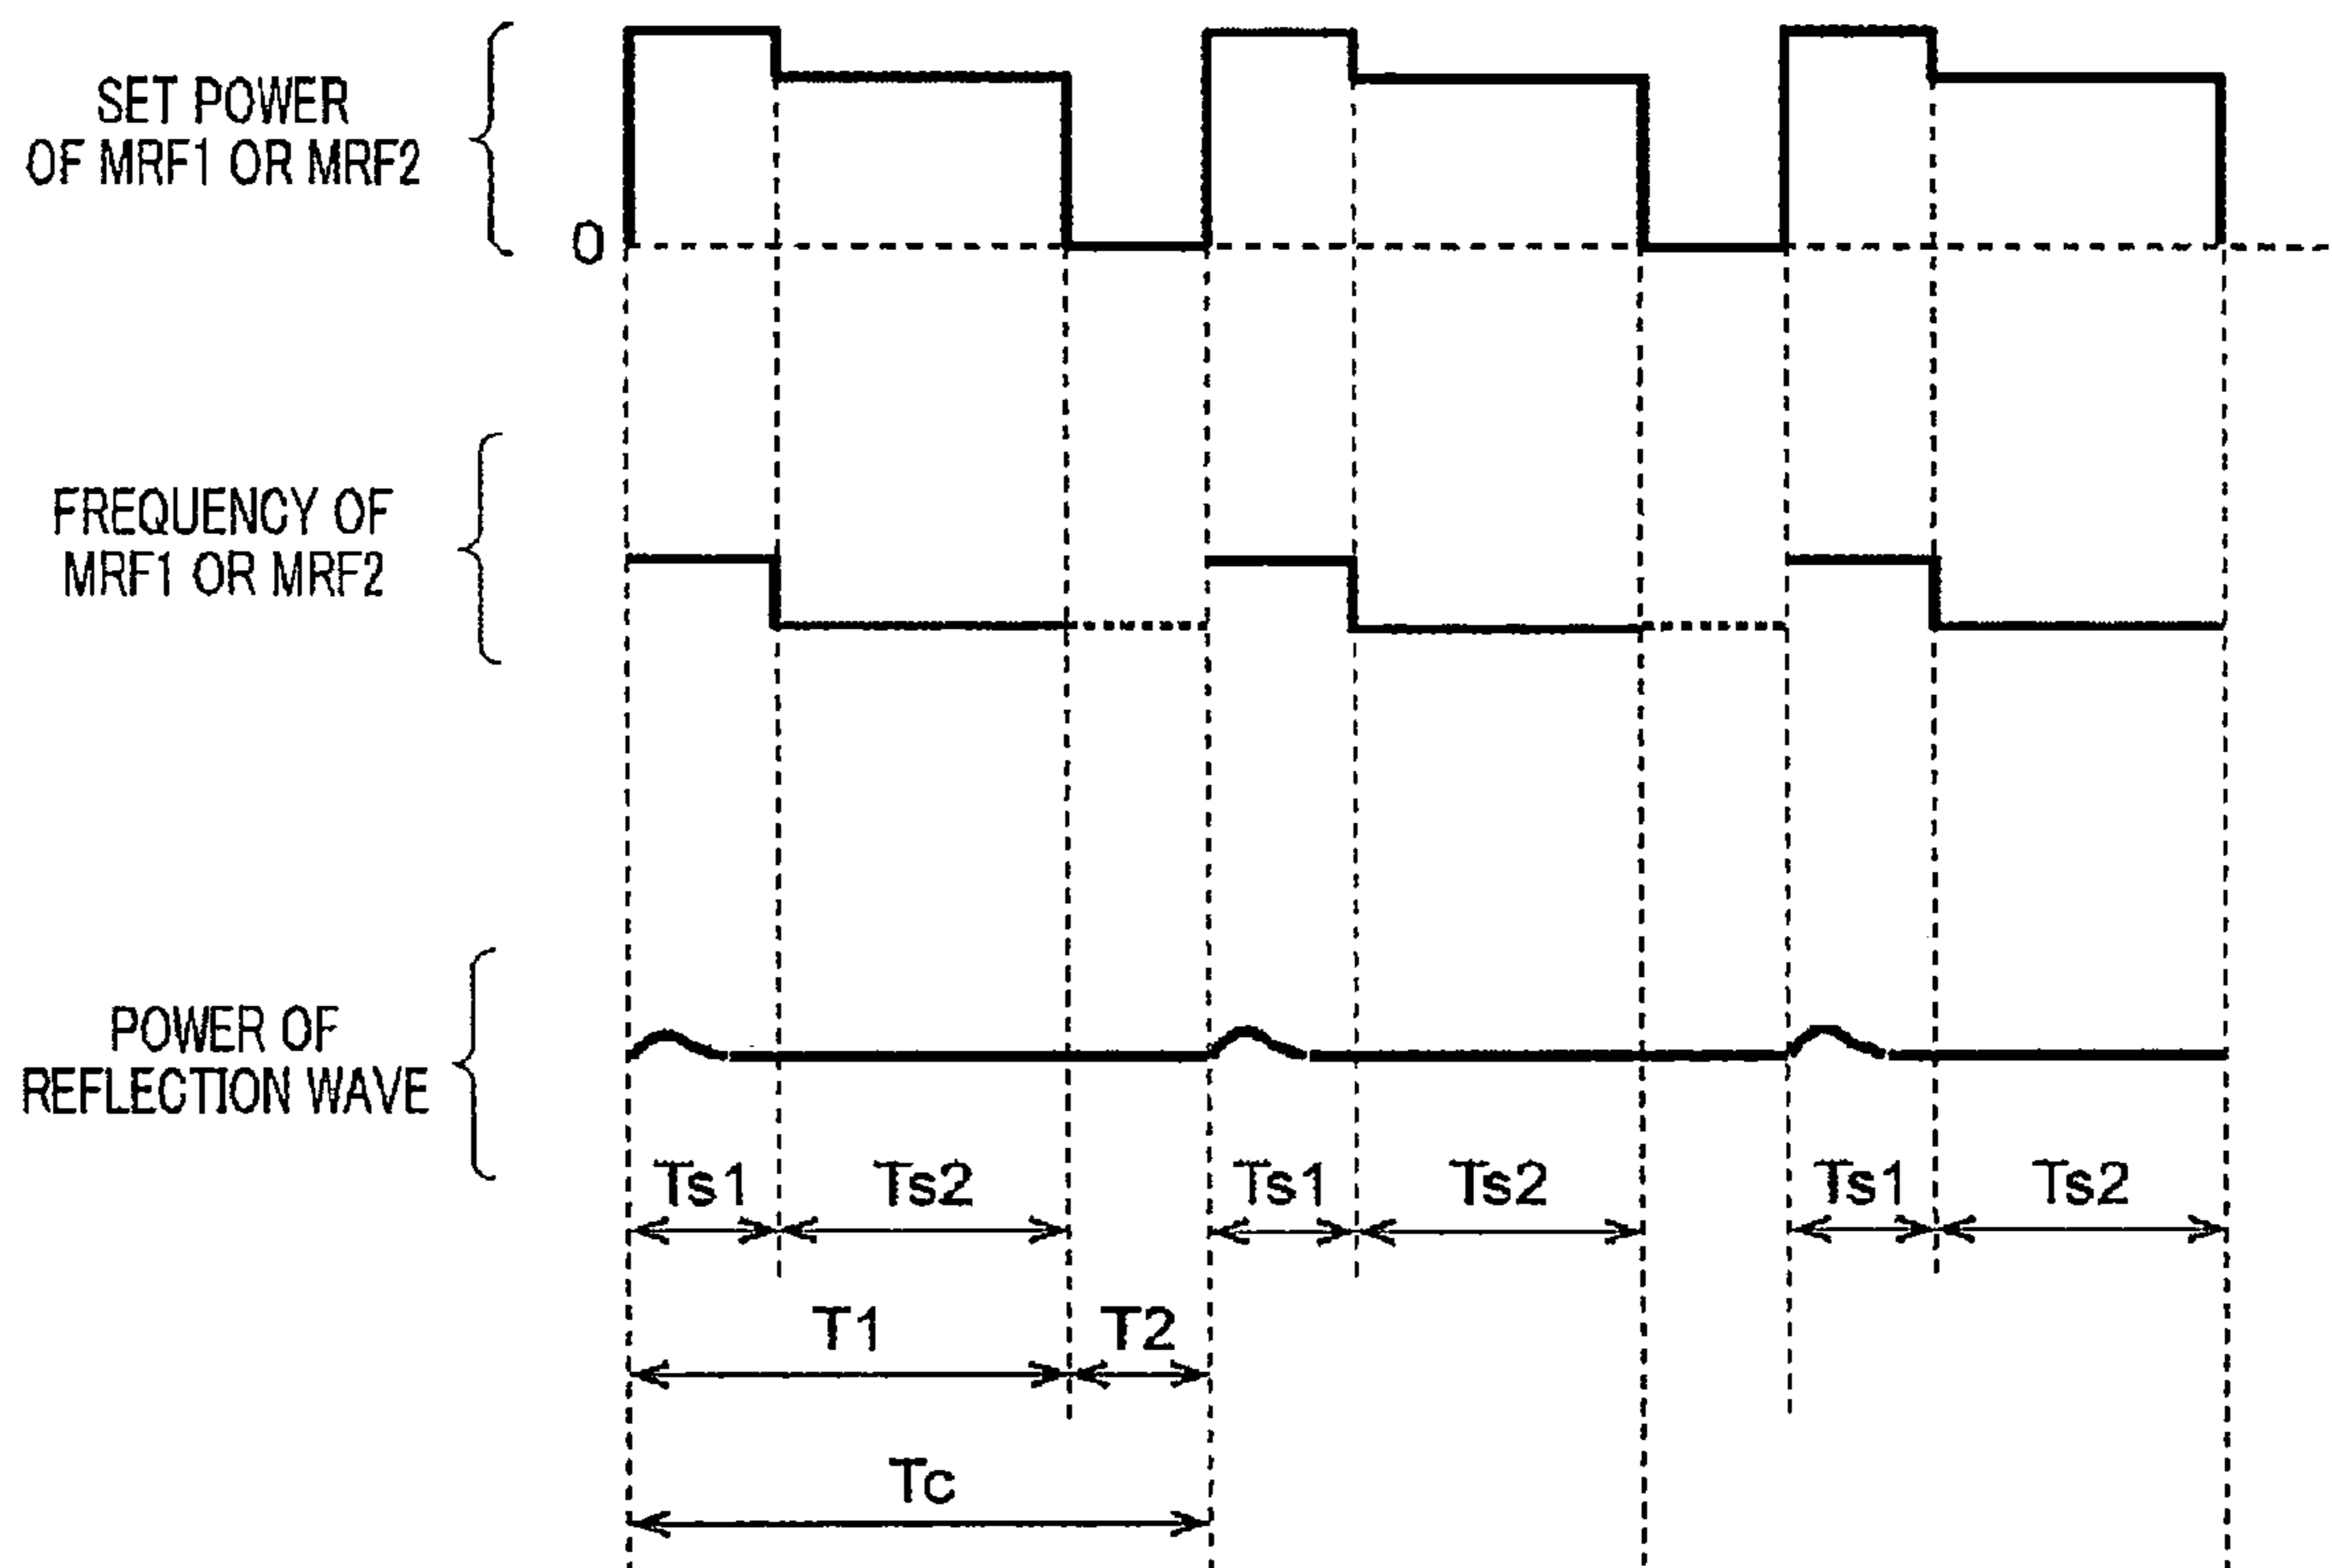 SET POWER
OF MRF1 OR MRF2
0
FREQUENCY OF
MRF1 OR MRF2
POWER OF
REFLECTION WAVE
Ts1 Ts2 Ts1 Ts2 Ts1 Ts2
T1 T2
Tc